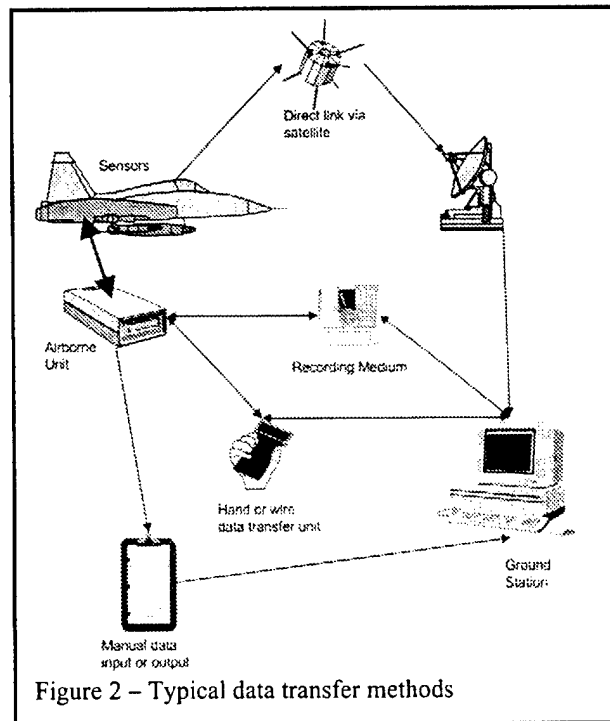 Direct link via
satellite
Sensors
Airborne
Unit
Recording Medium
Hand or wire
data transfer unit
Ground
Station
Manual data
input or output
Figure 2 – Typical data transfer methods